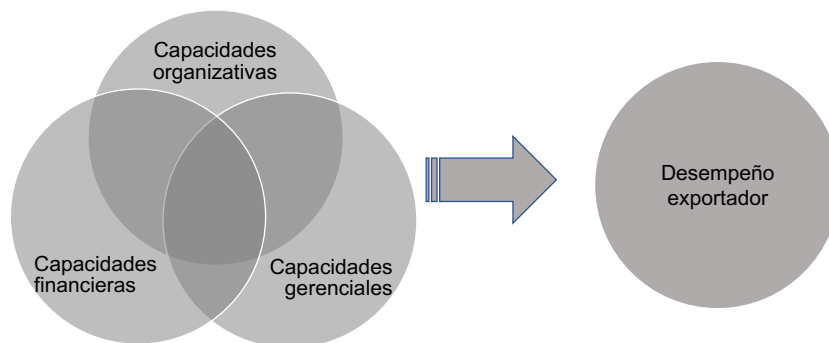 Capacidades
organizativas
Capacidades
financieras
Capacidades
gerenciales
Desempeño
exportador